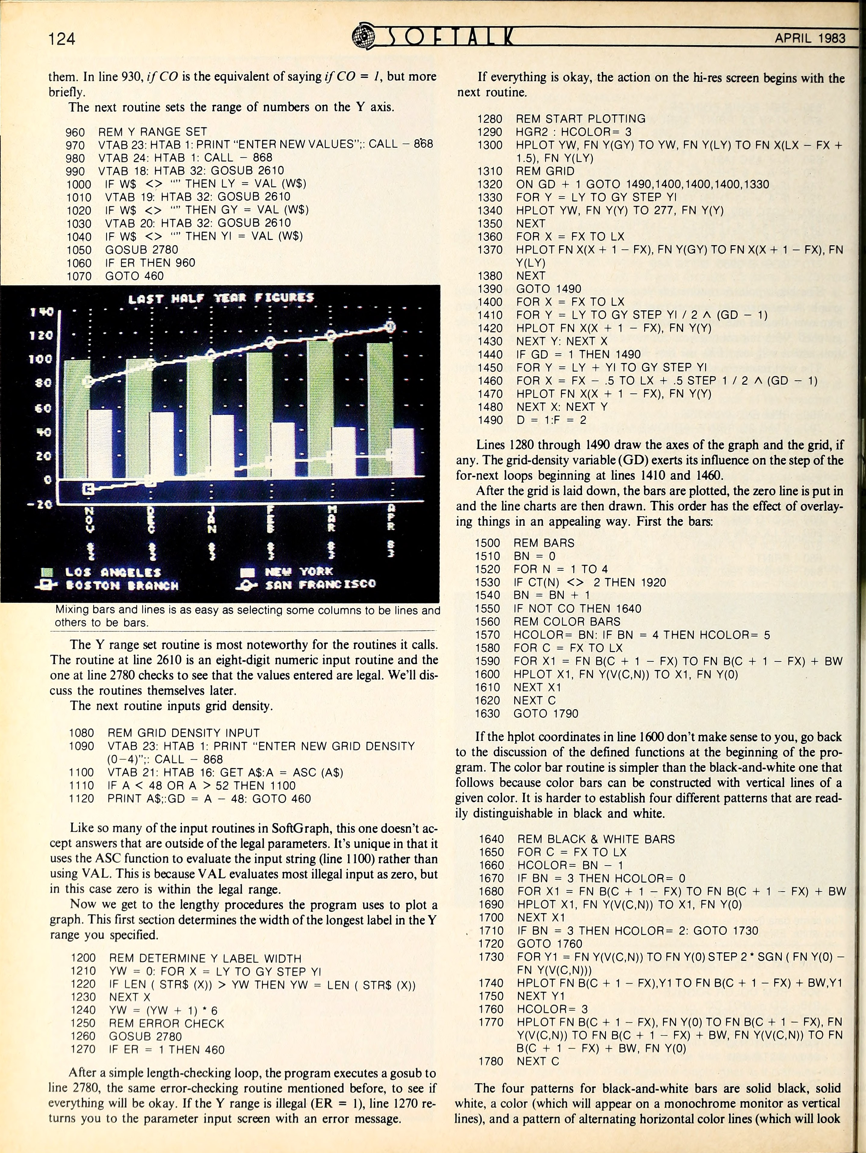 124
SOFTALK
APRIL 1983
them. In line 930, if CO is the equivalent of saying if CO = 1, but more
briefly.
The next routine sets the range of numbers on the Y axis.
960 REM Y RANGE SET
970 VTAB 23: HTAB 1: PRINT "ENTER NEW VALUES";: CALL - 868
980 VTAB 24: HTAB 1: CALL - 868
990 VTAB 18: HTAB 32: GOSUB 2610
1000 IF W$ <> "" THEN LY = VAL (W$)
1010 VTAB 19: HTAB 32: GOSUB 2610
1020 IF W$ <> "" THEN GY = VAL (W$)
1030 VTAB 20: HTAB 32: GOSUB 2610
1040 IF W$ <> "" THEN YI = VAL (W$)
1050 GOSUB 2780
1060 IF ER THEN 960
1070 GOTO 460
LAST HALF YEAR FIGURES
140
120
100
80
60
40
20
0
-20
NOV 82
DEC 82
JAN 83
FEB 83
MAR 83
APR 83
LOS ANGELES
NEW YORK
BOSTON BRANCH
SAN FRANCISCO
Mixing bars and lines is as easy as selecting some columns to be lines and
others to be bars.
The Y range set routine is most noteworthy for the routines it calls.
The routine at line 2610 is an eight-digit numeric input routine and the
one at line 2780 checks to see that the values entered are legal. We'll dis-
cuss the routines themselves later.
The next routine inputs grid density.
1080 REM GRID DENSITY INPUT
1090 VTAB 23: HTAB 1: PRINT "ENTER NEW GRID DENSITY
(0-4)";: CALL - 868
1100 VTAB 21: HTAB 16: GET A$:A = ASC (A$)
1110 IF A < 48 OR A > 52 THEN 1100
1120 PRINT A$;:GD = A - 48: GOTO 460
Like so many of the input routines in SoftGraph, this one doesn't ac-
cept answers that are outside of the legal parameters. It's unique in that it
uses the ASC function to evaluate the input string (line 1100) rather than
using VAL. This is because VAL evaluates most illegal input as zero, but
in this case zero is within the legal range.
Now we get to the lengthy procedures the program uses to plot a
graph. This first section determines the width of the longest label in the Y
range you specified.
1200 REM DETERMINE Y LABEL WIDTH
1210 YW = 0: FOR X = LY TO GY STEP YI
1220 IF LEN ( STR$ (X)) > YW THEN YW = LEN ( STR$ (X))
1230 NEXT X
1240 YW = (YW + 1) * 6
1250 REM ERROR CHECK
1260 GOSUB 2780
1270 IF ER = 1 THEN 460
After a simple length-checking loop, the program executes a gosub to
line 2780, the same error-checking routine mentioned before, to see if
everything will be okay. If the Y range is illegal (ER = 1), line 1270 re-
turns you to the parameter input screen with an error message.
If everything is okay, the action on the hi-res screen begins with the
next routine.
1280 REM START PLOTTING
1290 HGR2 : HCOLOR= 3
1300 HPLOT YW, FN Y(GY) TO YW, FN Y(LY) TO FN X(LX - FX +
1.5), FN Y(LY)
1310 REM GRID
1320 ON GD + 1 GOTO 1490,1400,1400,1400,1330
1330 FOR Y = LY TO GY STEP YI
1340 HPLOT YW, FN Y(Y) TO 277, FN Y(Y)
1350 NEXT
1360 FOR X = FX TO LX
1370 HPLOT FN X(X + 1 - FX), FN Y(GY) TO FN X(X + 1 - FX), FN
Y(LY)
1380 NEXT
1390 GOTO 1490
1400 FOR X = FX TO LX
1410 FOR Y = LY TO GY STEP YI / 2 ∧ (GD - 1)
1420 HPLOT FN X(X + 1 - FX), FN Y(Y)
1430 NEXT Y: NEXT X
1440 IF GD = 1 THEN 1490
1450 FOR Y = LY + YI TO GY STEP YI
1460 FOR X = FX - .5 TO LX + .5 STEP 1 / 2 ∧ (GD - 1)
1470 HPLOT FN X(X + 1 - FX), FN Y(Y)
1480 NEXT X: NEXT Y
1490 D = 1:F = 2
Lines 1280 through 1490 draw the axes of the graph and the grid, if
any. The grid-density variable (GD) exerts its influence on the step of the
for-next loops beginning at lines 1410 and 1460.
After the grid is laid down, the bars are plotted, the zero line is put in
and the line charts are then drawn. This order has the effect of overlay-
ing things in an appealing way. First the bars:
1500 REM BARS
1510 BN = 0
1520 FOR N = 1 TO 4
1530 IF CT(N) <> 2 THEN 1920
1540 BN = BN + 1
1550 IF NOT CO THEN 1640
1560 REM COLOR BARS
1570 HCOLOR= BN: IF BN = 4 THEN HCOLOR= 5
1580 FOR C = FX TO LX
1590 FOR X1 = FN B(C + 1 - FX) TO FN B(C + 1 - FX) + BW
1600 HPLOT X1, FN Y(V(C,N)) TO X1, FN Y(0)
1610 NEXT X1
1620 NEXT C
1630 GOTO 1790
If the hplot coordinates in line 1600 don't make sense to you, go back
to the discussion of the defined functions at the beginning of the pro-
gram. The color bar routine is simpler than the black-and-white one that
follows because color bars can be constructed with vertical lines of a
given color. It is harder to establish four different patterns that are read-
ily distinguishable in black and white.
1640 REM BLACK & WHITE BARS
1650 FOR C = FX TO LX
1660 HCOLOR= BN - 1
1670 IF BN = 3 THEN HCOLOR= 0
1680 FOR X1 = FN B(C + 1 - FX) TO FN B(C + 1 - FX) + BW
1690 HPLOT X1, FN Y(V(C,N)) TO X1, FN Y(0)
1700 NEXT X1
1710 IF BN = 3 THEN HCOLOR= 2: GOTO 1730
1720 GOTO 1760
1730 FOR Y1 = FN Y(V(C,N)) TO FN Y(0) STEP 2 * SGN ( FN Y(0) -
FN Y(V(C,N)))
1740 HPLOT FN B(C + 1 - FX),Y1 TO FN B(C + 1 - FX) + BW,Y1
1750 NEXT Y1
1760 HCOLOR= 3
1770 HPLOT FN B(C + 1 - FX), FN Y(0) TO FN B(C + 1 - FX), FN
Y(V(C,N)) TO FN B(C + 1 - FX) + BW, FN Y(V(C,N)) TO FN
B(C + 1 - FX) + BW, FN Y(0)
1780 NEXT C
The four patterns for black-and-white bars are solid black, solid
white, a color (which will appear on a monochrome monitor as vertical
lines), and a pattern of alternating horizontal color lines (which will look